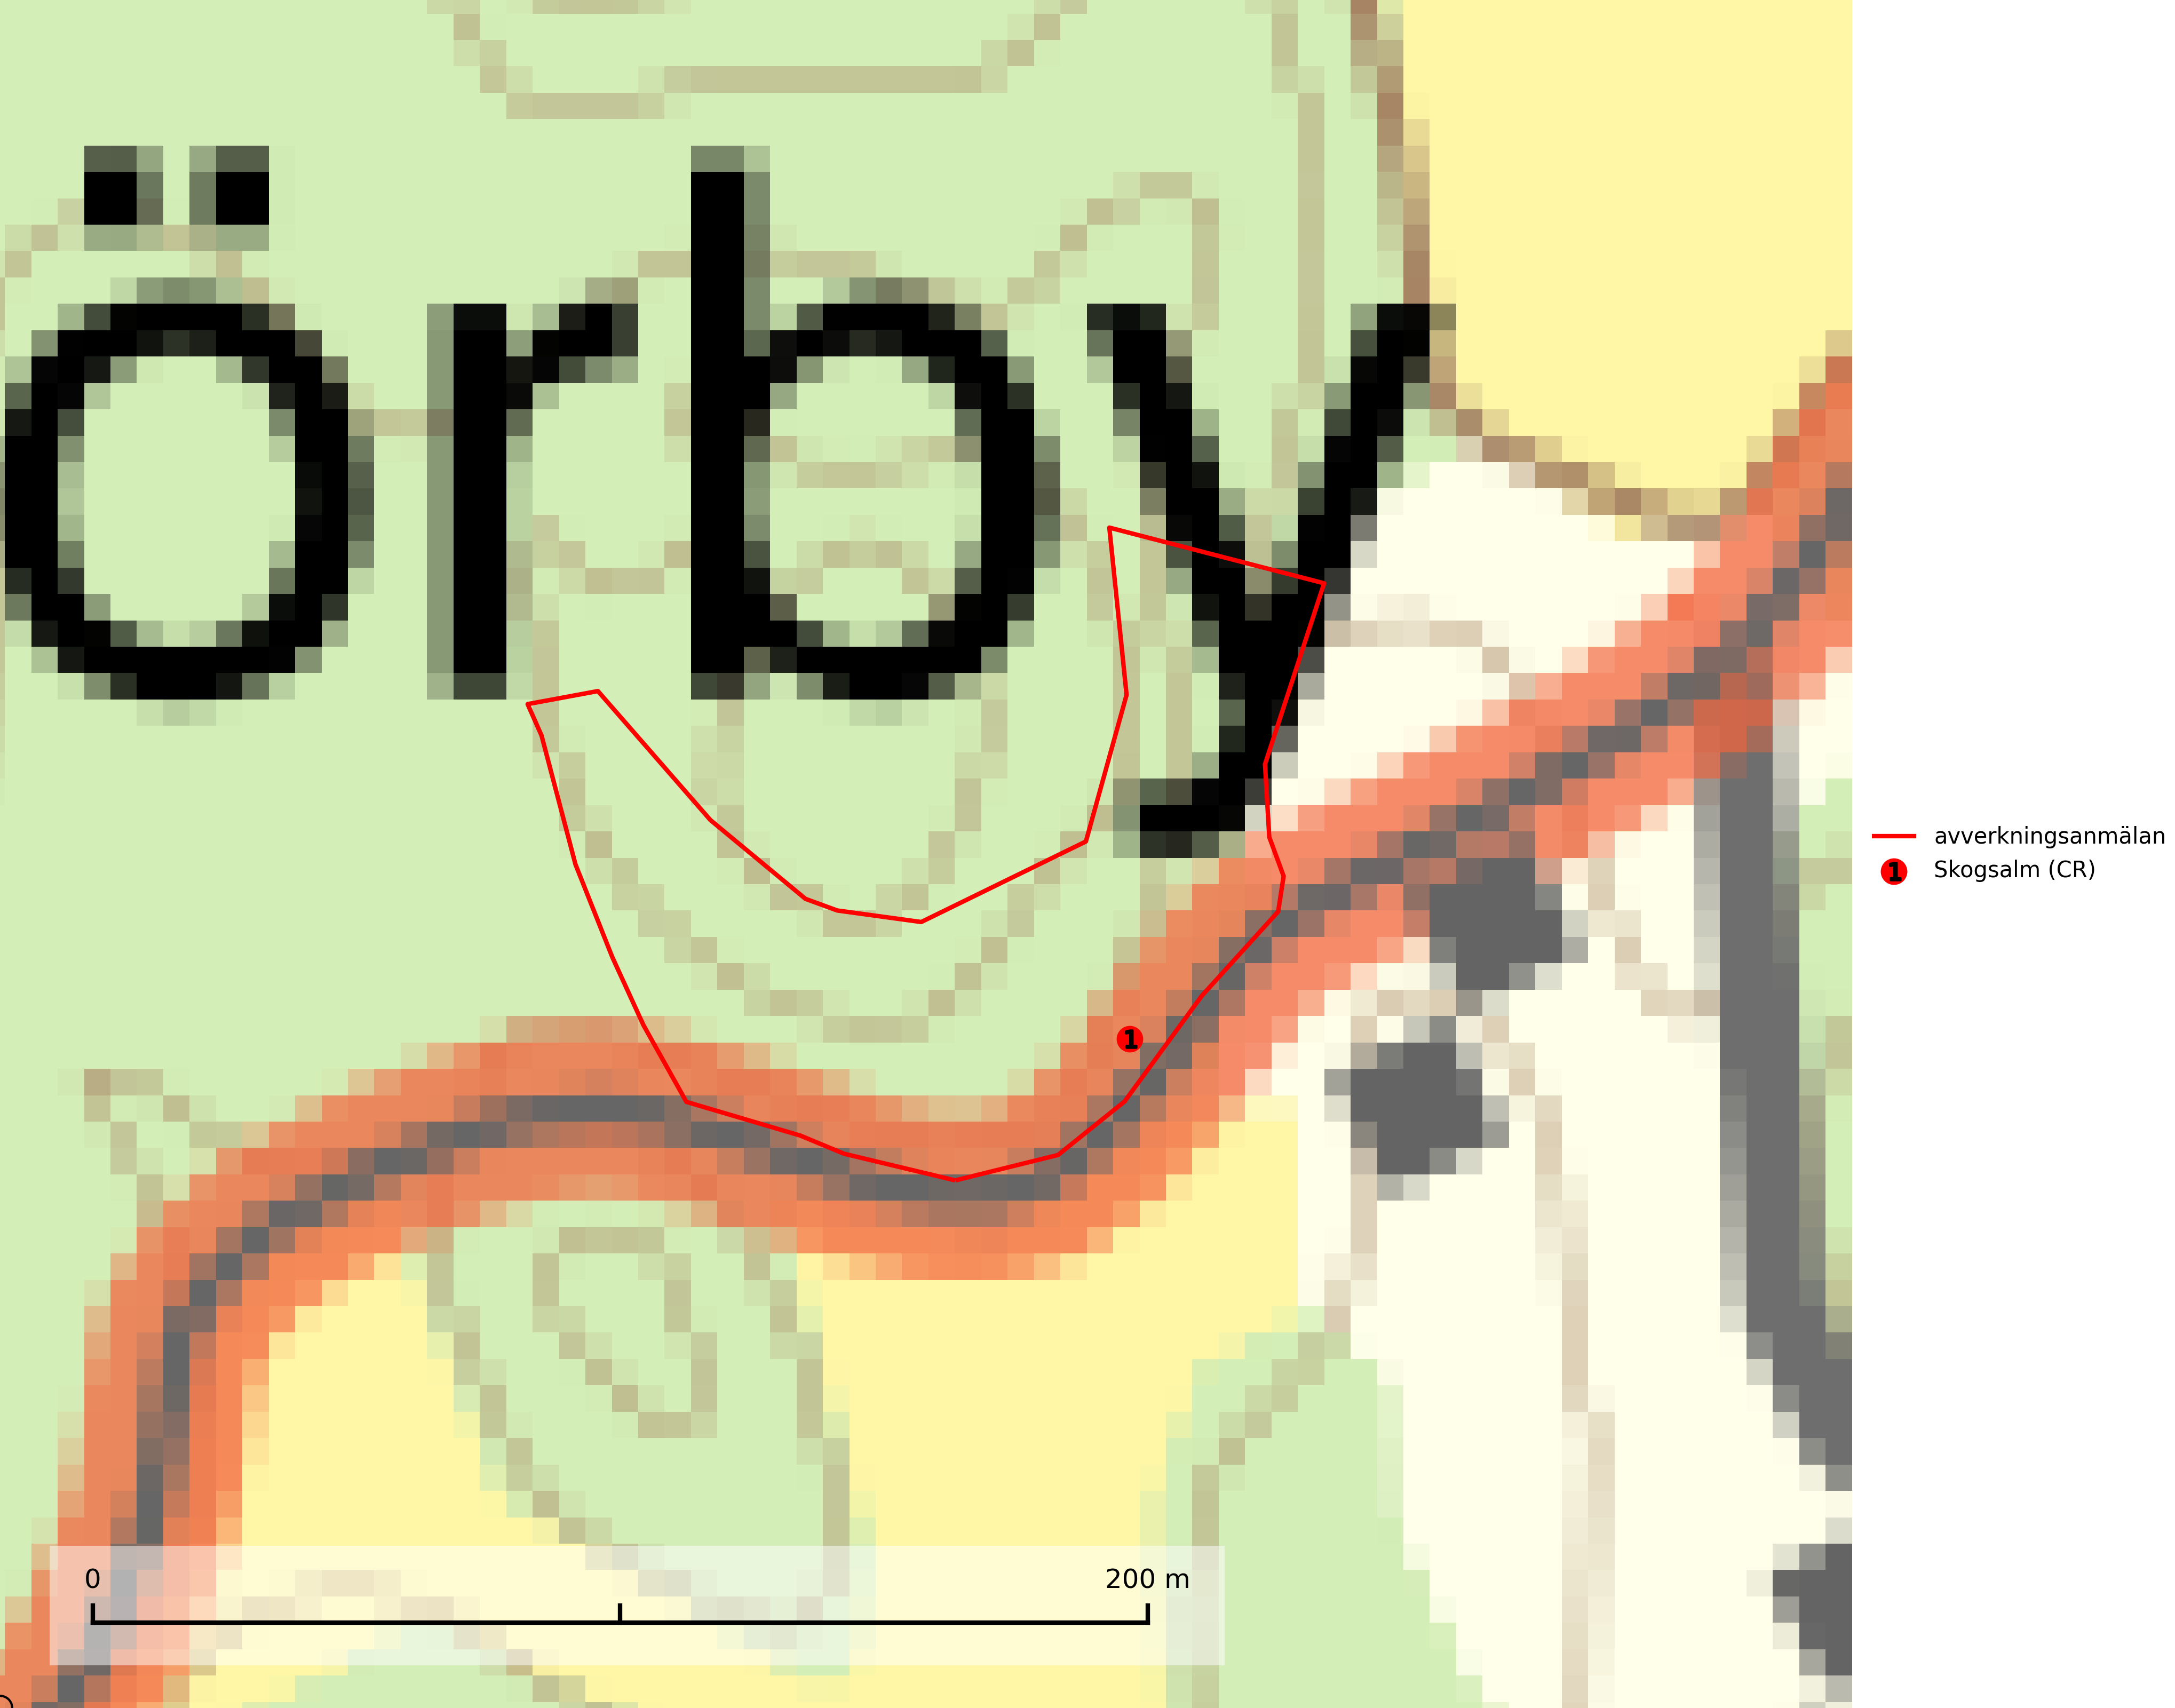 örby
1
avverkningsanmälan
1 Skogsalm (CR)
0 200 m